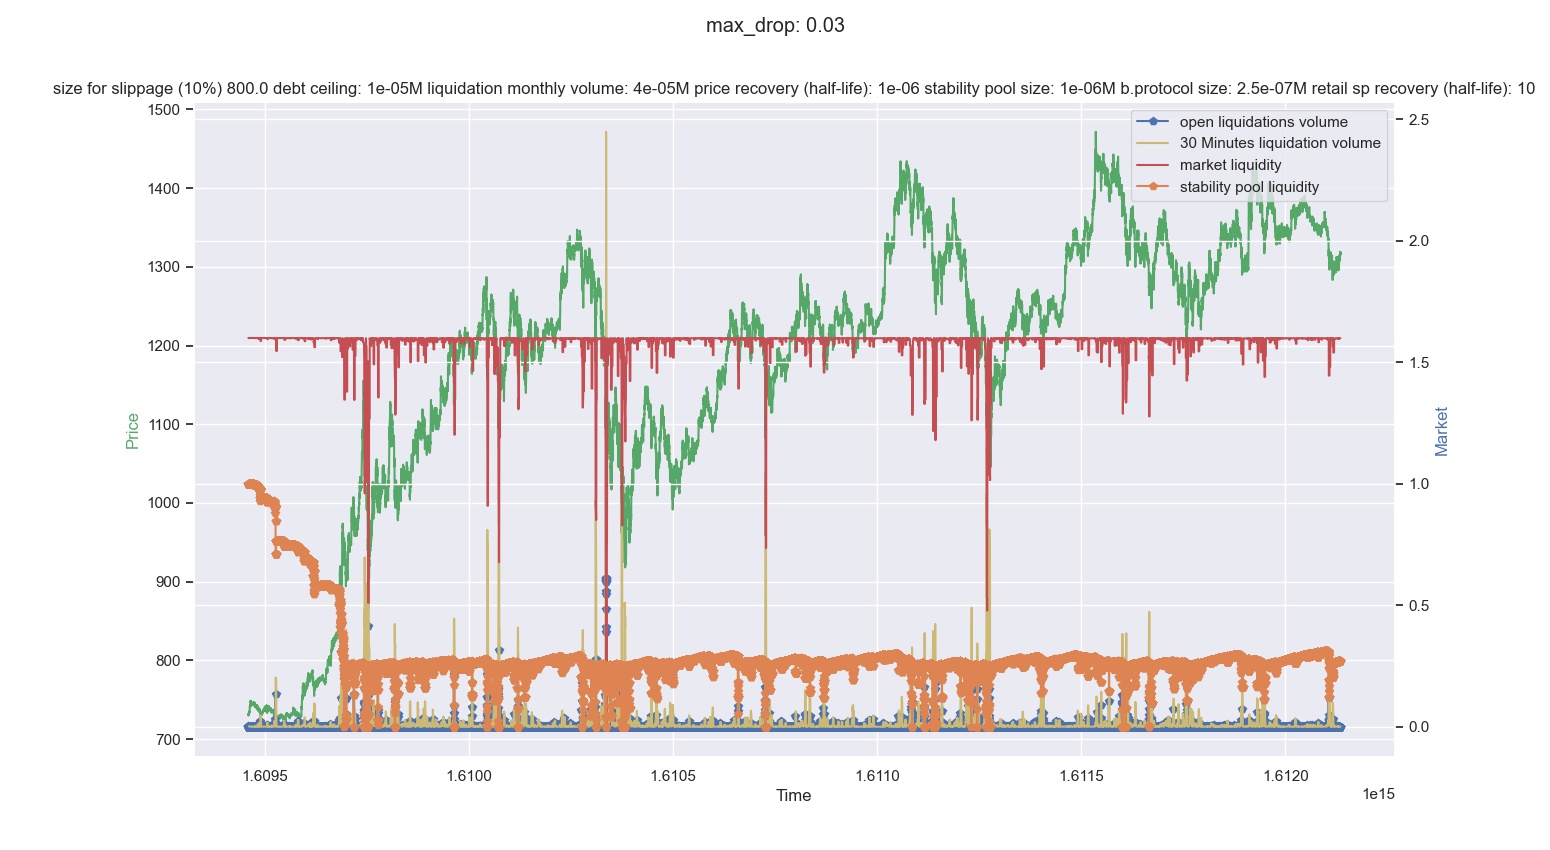 max_drop: 0.03
size for slippage (10%) 800.0 debt ceiling: 1e-05M liquidation monthly volume: 4e-05M price recovery (half-life): 1e-06 stability pool size: 1e-06M b.protocol size: 2.5e-07M retail sp recovery (half-life): 10
open liquidations volume
30 Minutes liquidation volume
market liquidity
stability pool liquidity
1500
1400
1300
1200
1100
1000
900
800
700
Price
2.5
2.0
1.5
1.0
0.5
0.0
Market
1.6095 1.6100 1.6105 1.6110 1.6115 1.6120
1e15
Time